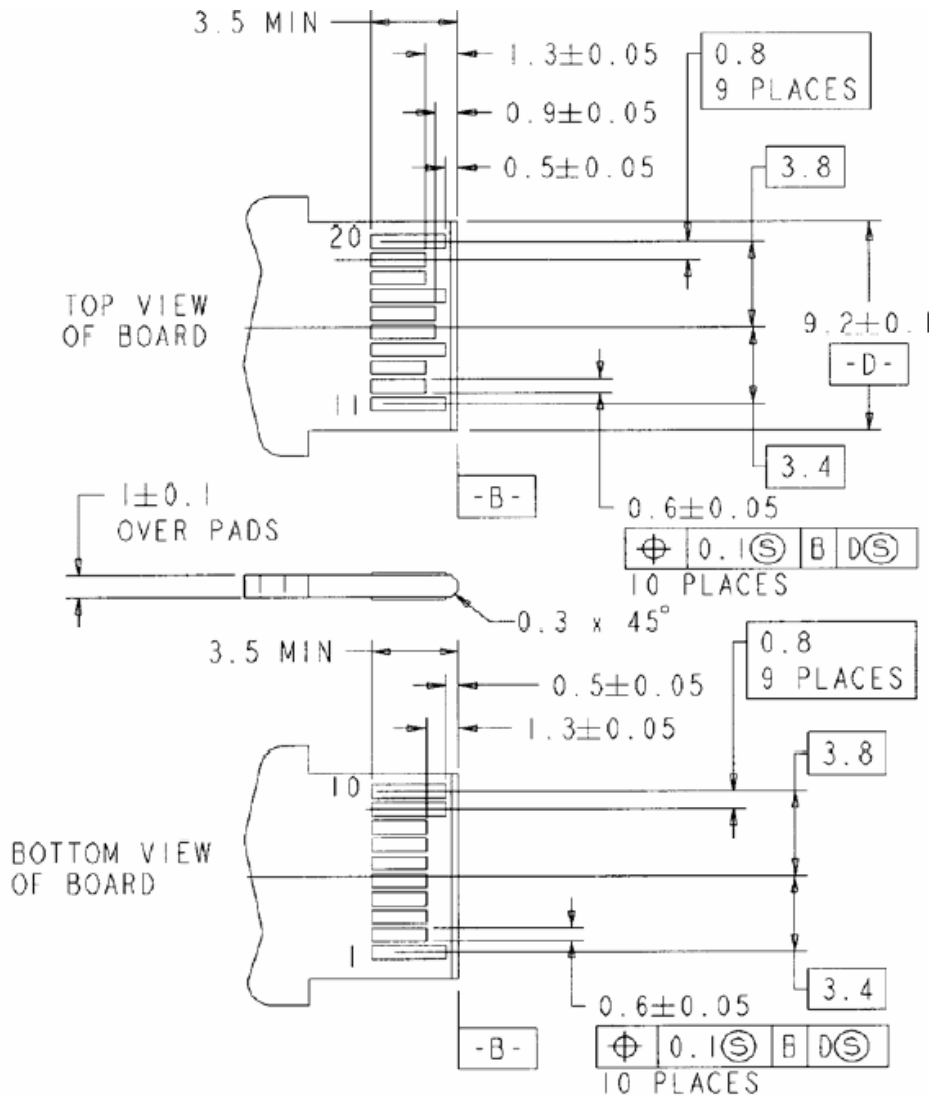 3.5 MIN
1.3±0.05
0.8
9 PLACES
0.9±0.05
0.5±0.05
3.8
20
TOP VIEW
OF BOARD
9.2±0.1
-D-
11
3.4
-B-
1±0.1
OVER PADS
0.6±0.05
⌖ 0.1Ⓢ B DⓈ
10 PLACES
0.3 x 45°
3.5 MIN
0.8
9 PLACES
0.5±0.05
1.3±0.05
3.8
10
BOTTOM VIEW
OF BOARD
1
3.4
0.6±0.05
-B-
⌖ 0.1Ⓢ B DⓈ
10 PLACES